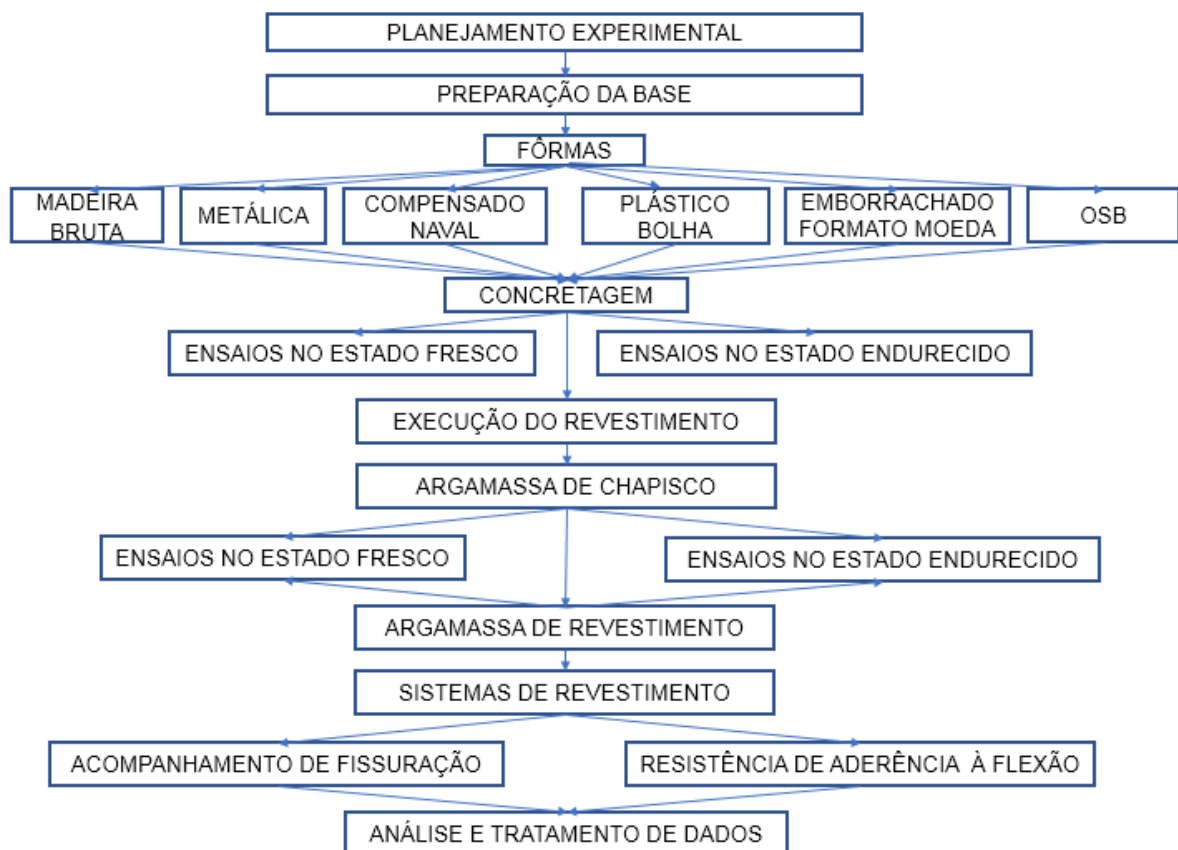 PLANEJAMENTO EXPERIMENTAL
PREPARAÇÃO DA BASE
FÔRMAS
MADEIRA
BRUTA
METÁLICA
COMPENSADO
NAVAL
PLÁSTICO
BOLHA
EMBORRACHADO
FORMATO MOEDA
OSB
CONCRETAGEM
ENSAIOS NO ESTADO FRESCO
ENSAIOS NO ESTADO ENDURECIDO
EXECUÇÃO DO REVESTIMENTO
ARGAMASSA DE CHAPISCO
ENSAIOS NO ESTADO FRESCO
ENSAIOS NO ESTADO ENDURECIDO
ARGAMASSA DE REVESTIMENTO
SISTEMAS DE REVESTIMENTO
ACOMPANHAMENTO DE FISSURAÇÃO
RESISTÊNCIA DE ADERÊNCIA À FLEXÃO
ANÁLISE E TRATAMENTO DE DADOS